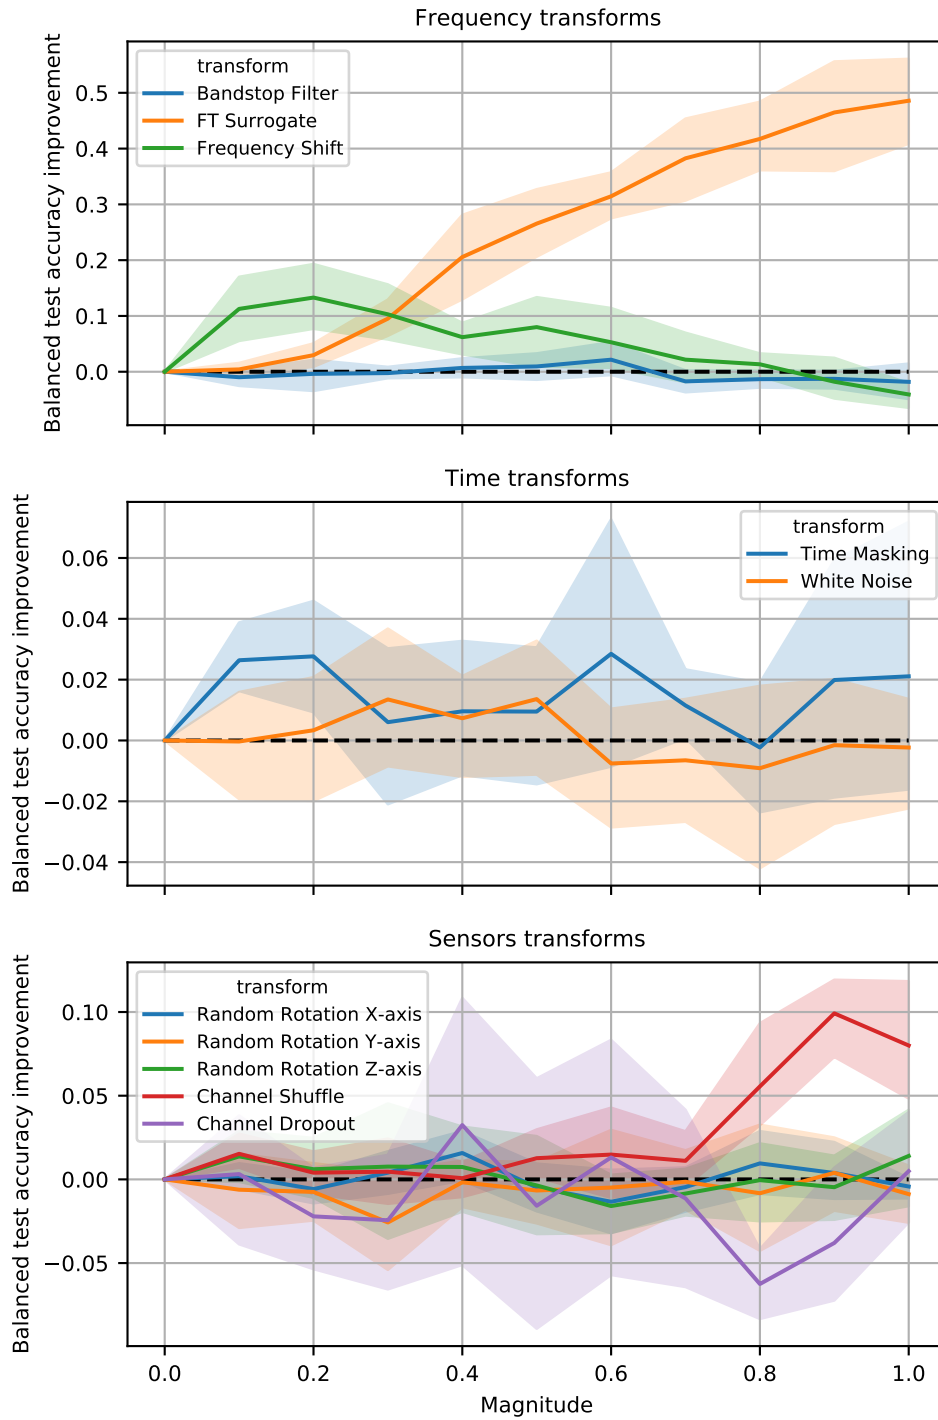 Frequency transforms
Balanced test accuracy improvement
transform
Bandstop Filter
FT Surrogate
Frequency Shift
0.5
0.4
0.3
0.2
0.1
0.0
Time transforms
Balanced test accuracy improvement
transform
Time Masking
White Noise
0.06
0.04
0.02
0.00
−0.02
−0.04
Sensors transforms
Balanced test accuracy improvement
transform
Random Rotation X-axis
Random Rotation Y-axis
Random Rotation Z-axis
Channel Shuffle
Channel Dropout
0.10
0.05
0.00
−0.05
0.0 0.2 0.4 0.6 0.8 1.0
Magnitude